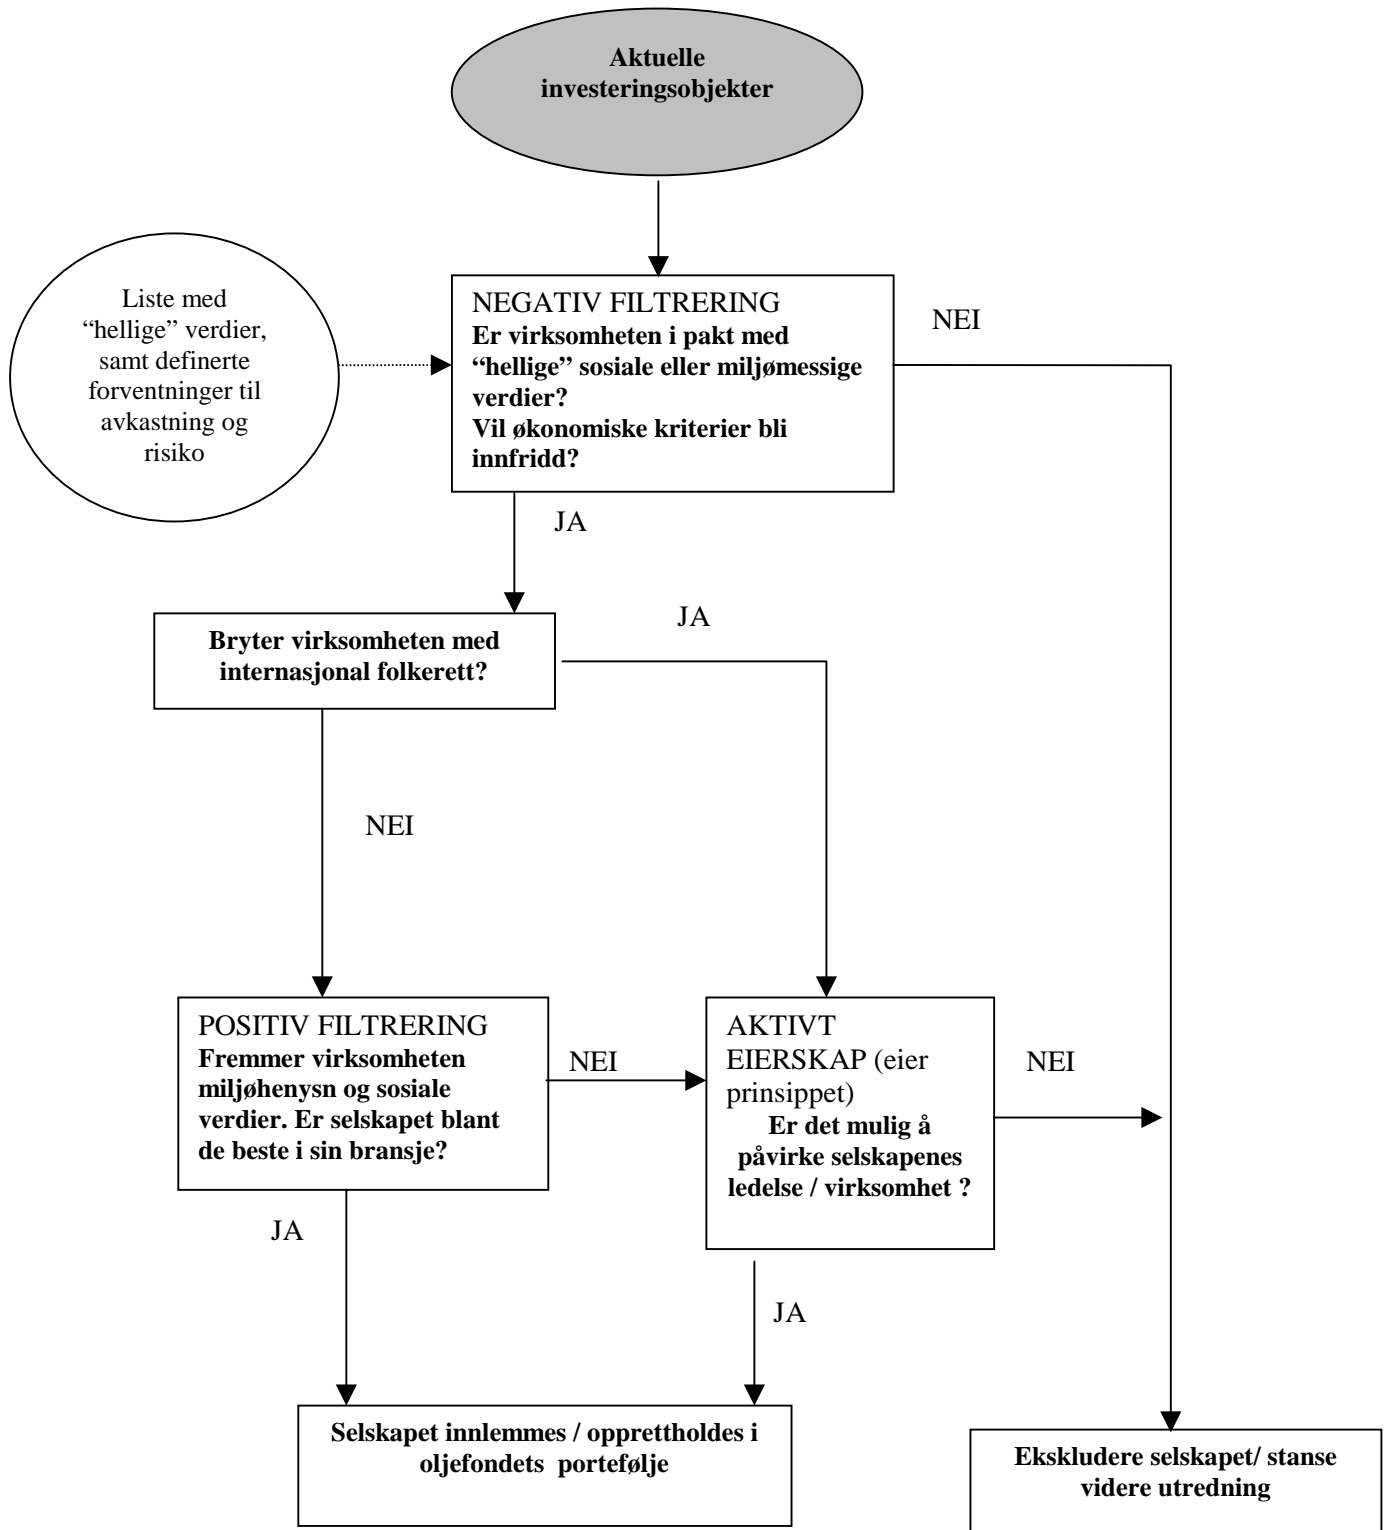 Aktuelle
investeringsobjekter
Liste med
“hellige” verdier,
samt definerte
forventninger til
avkastning og
risiko
NEGATIV FILTRERING
Er virksomheten i pakt med
“hellige” sosiale eller miljømessige
verdier?
Vil økonomiske kriterier bli
innfridd?
NEI
JA
Bryter virksomheten med
internasjonal folkerett?
JA
NEI
POSITIV FILTRERING
Fremmer virksomheten
miljøhenysn og sosiale
verdier. Er selskapet blant
de beste i sin bransje?
NEI
AKTIVT
EIERSKAP (eier
prinsippet)
Er det mulig å
påvirke selskapenes
ledelse / virksomhet ?
NEI
JA
JA
Selskapet innlemmes / opprettholdes i
oljefondets portefølje
Ekskludere selskapet/ stanse
videre utredning